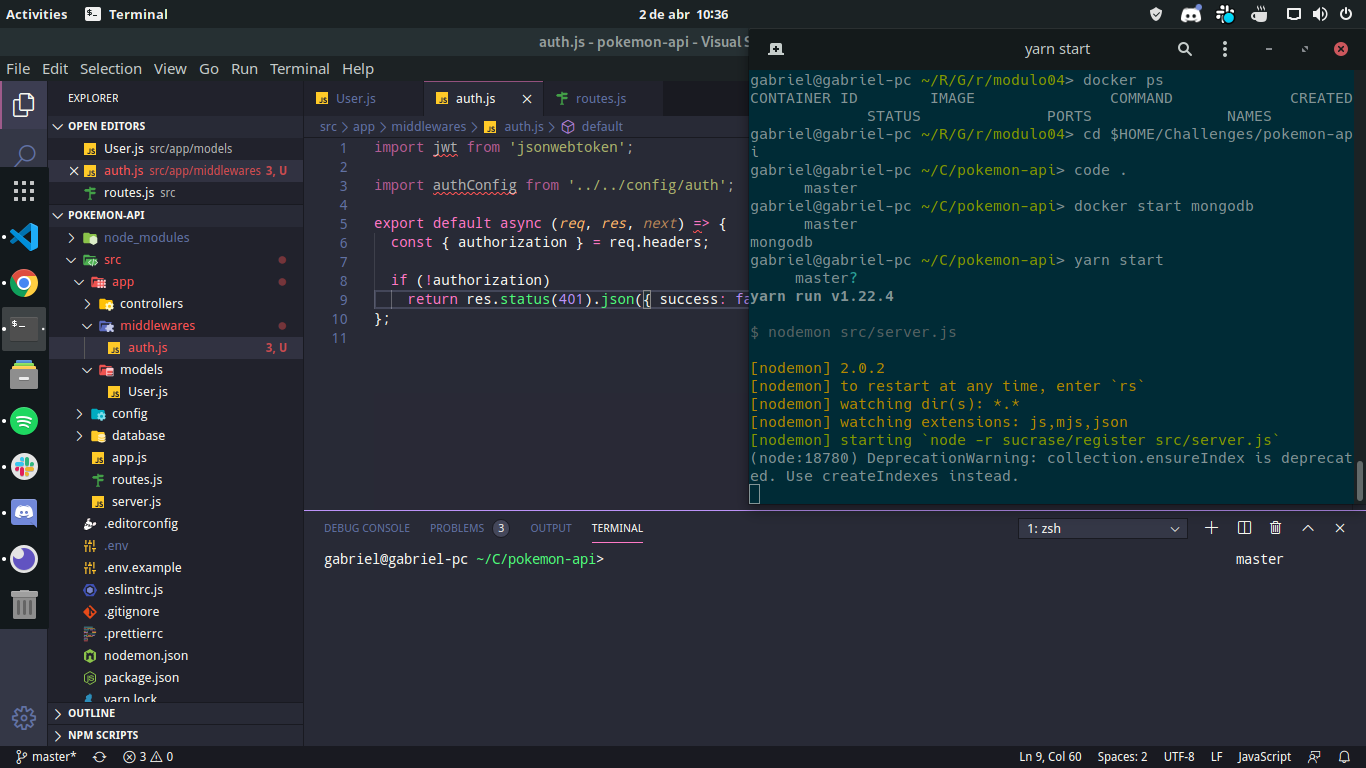 Activities Terminal 2 de abr 10:36
auth.js - pokemon-api - Visual S
File Edit Selection View Go Run Terminal Help
EXPLORER
OPEN EDITORS
User.js src/app/models
auth.js src/app/middlewares 3, U
routes.js src
POKEMON-API
node_modules
src
app
controllers
middlewares
auth.js 3, U
models
User.js
config
database
app.js
routes.js
server.js
.editorconfig
.env
.env.example
.eslintrc.js
.gitignore
.prettierrc
nodemon.json
package.json
yarn.lock
OUTLINE
NPM SCRIPTS
User.js auth.js routes.js
src > app > middlewares > auth.js > default
1 import jwt from 'jsonwebtoken';
2
3 import authConfig from '../../config/auth';
4
5 export default async (req, res, next) => {
6 const { authorization } = req.headers;
7
8 if (!authorization)
9 return res.status(401).json({ success: fa
10 };
11
yarn start
gabriel@gabriel-pc ~/R/G/r/modulo04> docker ps
CONTAINER ID IMAGE COMMAND CREATED
STATUS PORTS NAMES
gabriel@gabriel-pc ~/R/G/r/modulo04> cd $HOME/Challenges/pokemon-ap
i
gabriel@gabriel-pc ~/C/pokemon-api> code .
master
gabriel@gabriel-pc ~/C/pokemon-api> docker start mongodb
master
mongodb
gabriel@gabriel-pc ~/C/pokemon-api> yarn start
master?
yarn run v1.22.4
$ nodemon src/server.js
[nodemon] 2.0.2
[nodemon] to restart at any time, enter `rs`
[nodemon] watching dir(s): *.*
[nodemon] watching extensions: js,mjs,json
[nodemon] starting `node -r sucrase/register src/server.js`
(node:18780) DeprecationWarning: collection.ensureIndex is deprecat
ed. Use createIndexes instead.
DEBUG CONSOLE PROBLEMS 3 OUTPUT TERMINAL 1: zsh
gabriel@gabriel-pc ~/C/pokemon-api> master
master* 3 0 Ln 9, Col 60 Spaces: 2 UTF-8 LF JavaScript